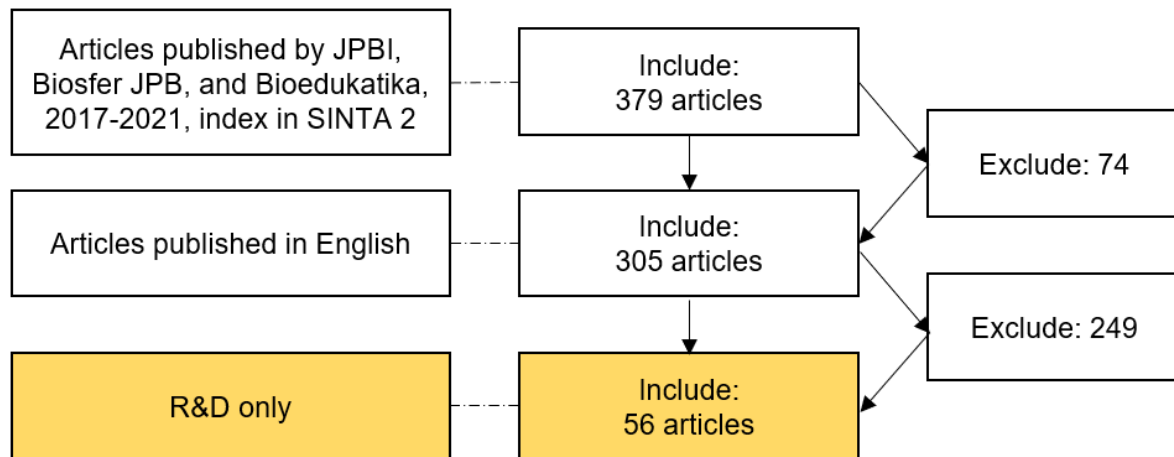 Articles published by JPBI,
Biosfer JPB, and Bioedukatika,
2017-2021, index in SINTA 2
Include:
379 articles
Exclude: 74
Articles published in English
Include:
305 articles
Exclude: 249
R&D only
Include:
56 articles